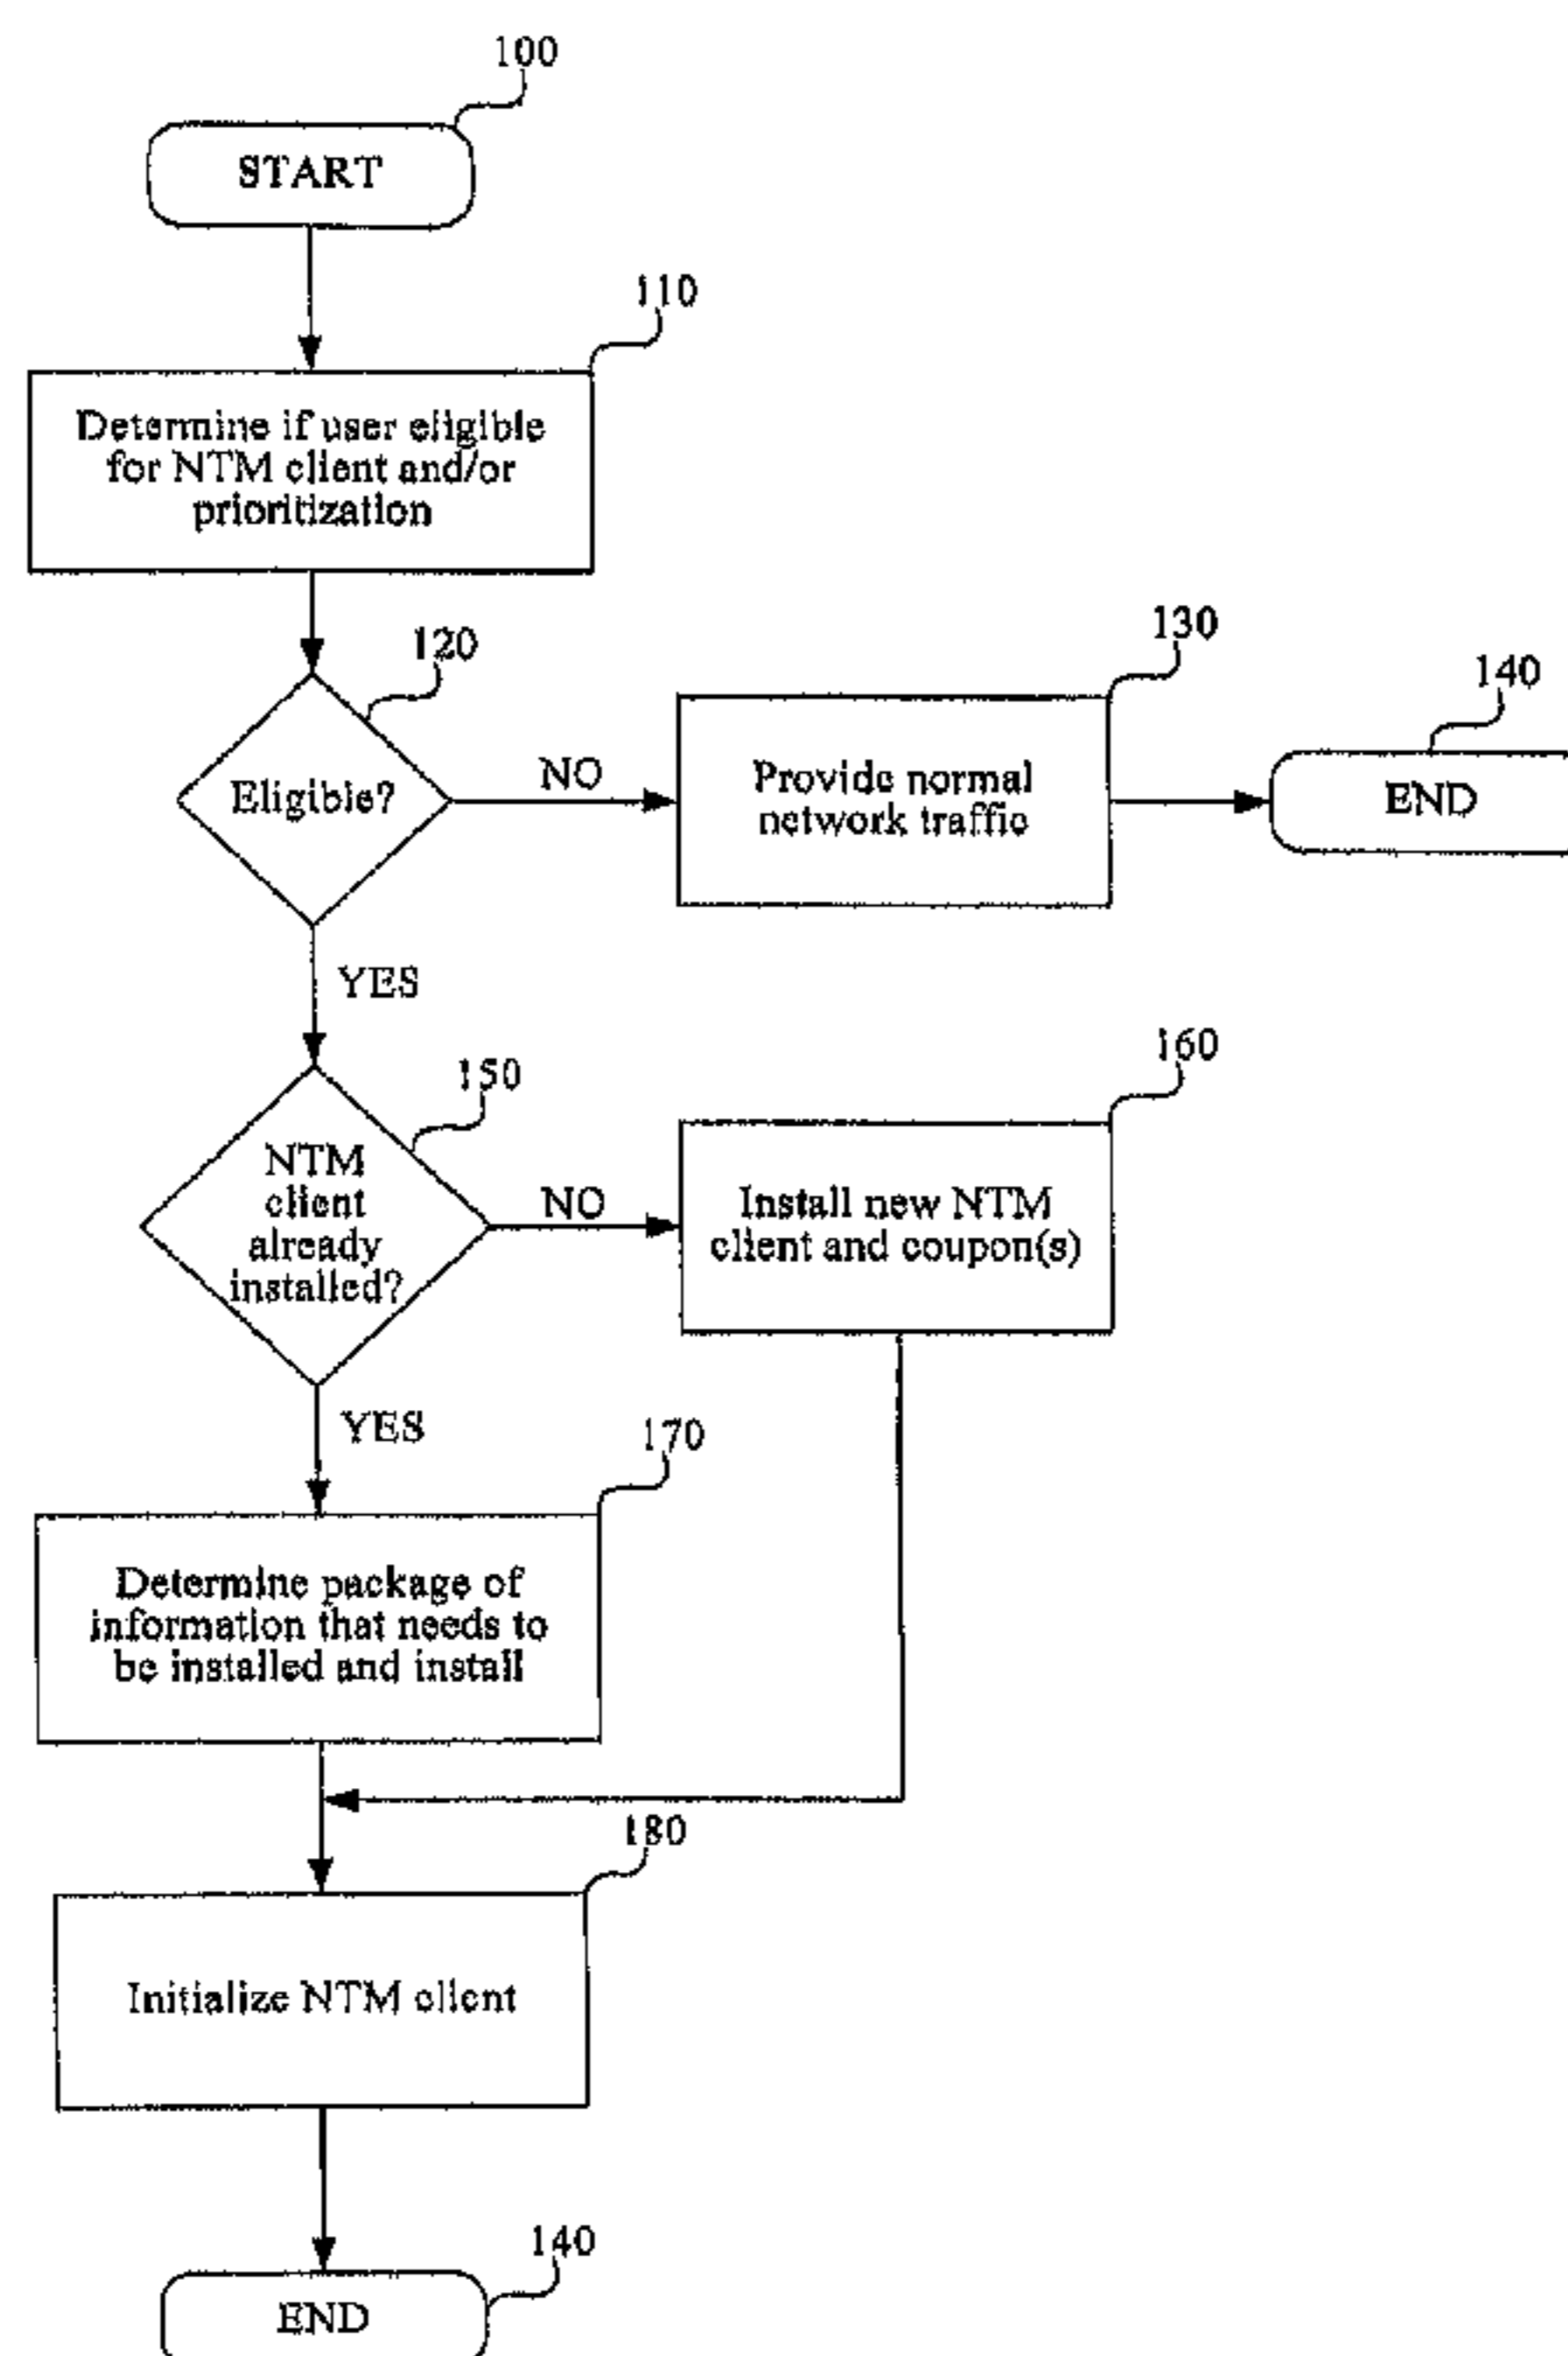 100
START
110
Determine if user eligible
for NTM client and/or
prioritization
120
Eligible?
NO
130
Provide normal
network traffic
140
END
YES
150
NTM
client
already
installed?
NO
160
Install new NTM
client and coupon(s)
YES
170
Determine package of
information that needs to
be installed and install
180
Initialize NTM client
140
END